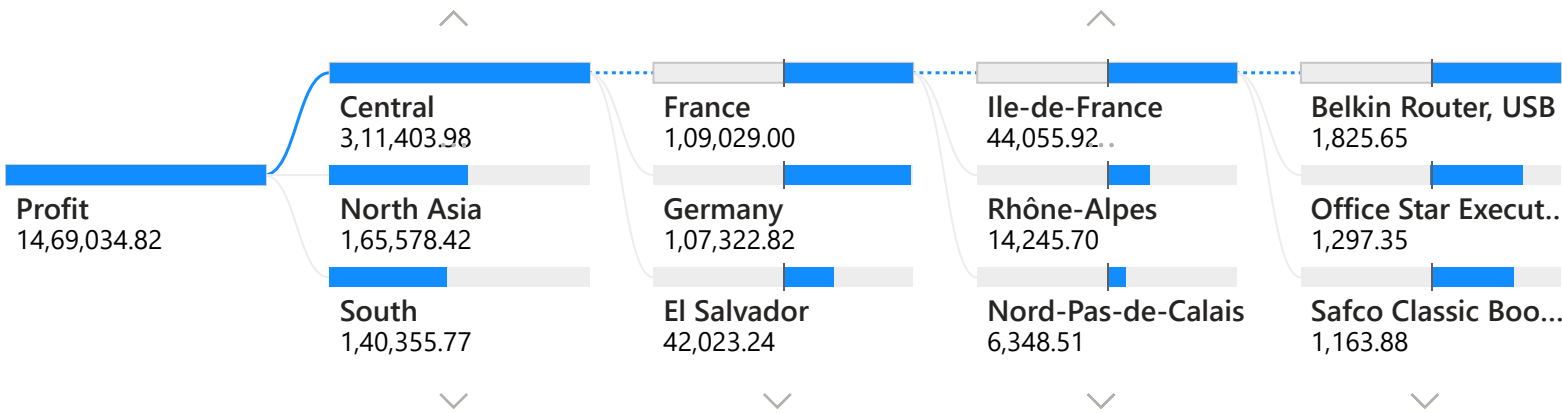 Profit
14,69,034.82
Central
3,11,403.98
North Asia
1,65,578.42
South
1,40,355.77
France
1,09,029.00
Germany
1,07,322.82
El Salvador
42,023.24
Ile-de-France
44,055.92
Rhône-Alpes
14,245.70
Nord-Pas-de-Calais
6,348.51
Belkin Router, USB
1,825.65
Office Star Execut..
1,297.35
Safco Classic Boo...
1,163.88